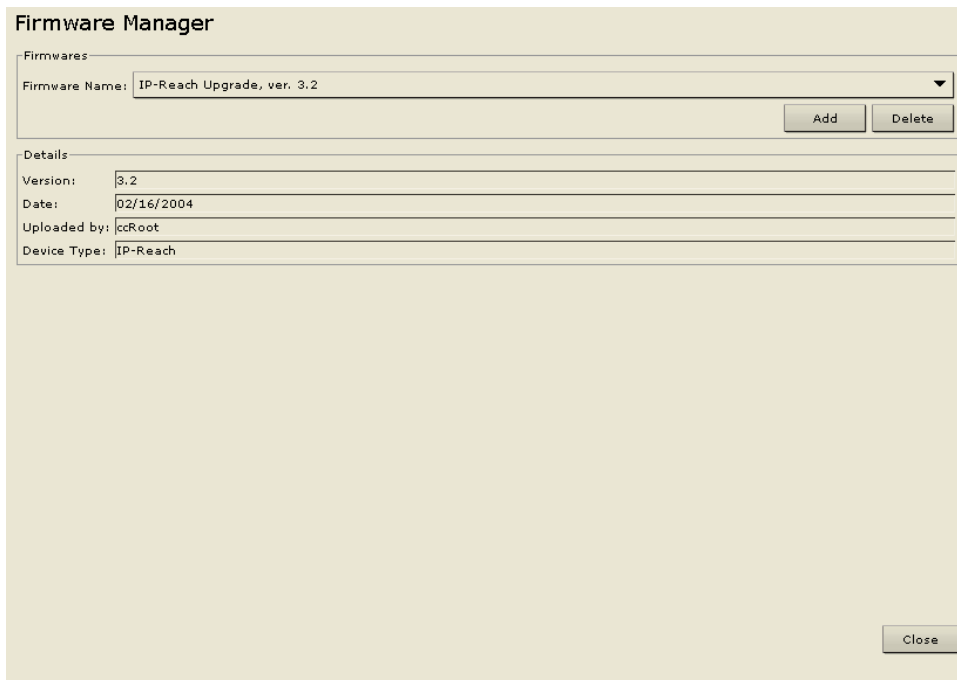 Firmware Manager
Firmwares
Firmware Name: IP-Reach Upgrade, ver. 3.2
Add Delete
Details
Version: 3.2
Date: 02/16/2004
Uploaded by: ccRoot
Device Type: IP-Reach
Close